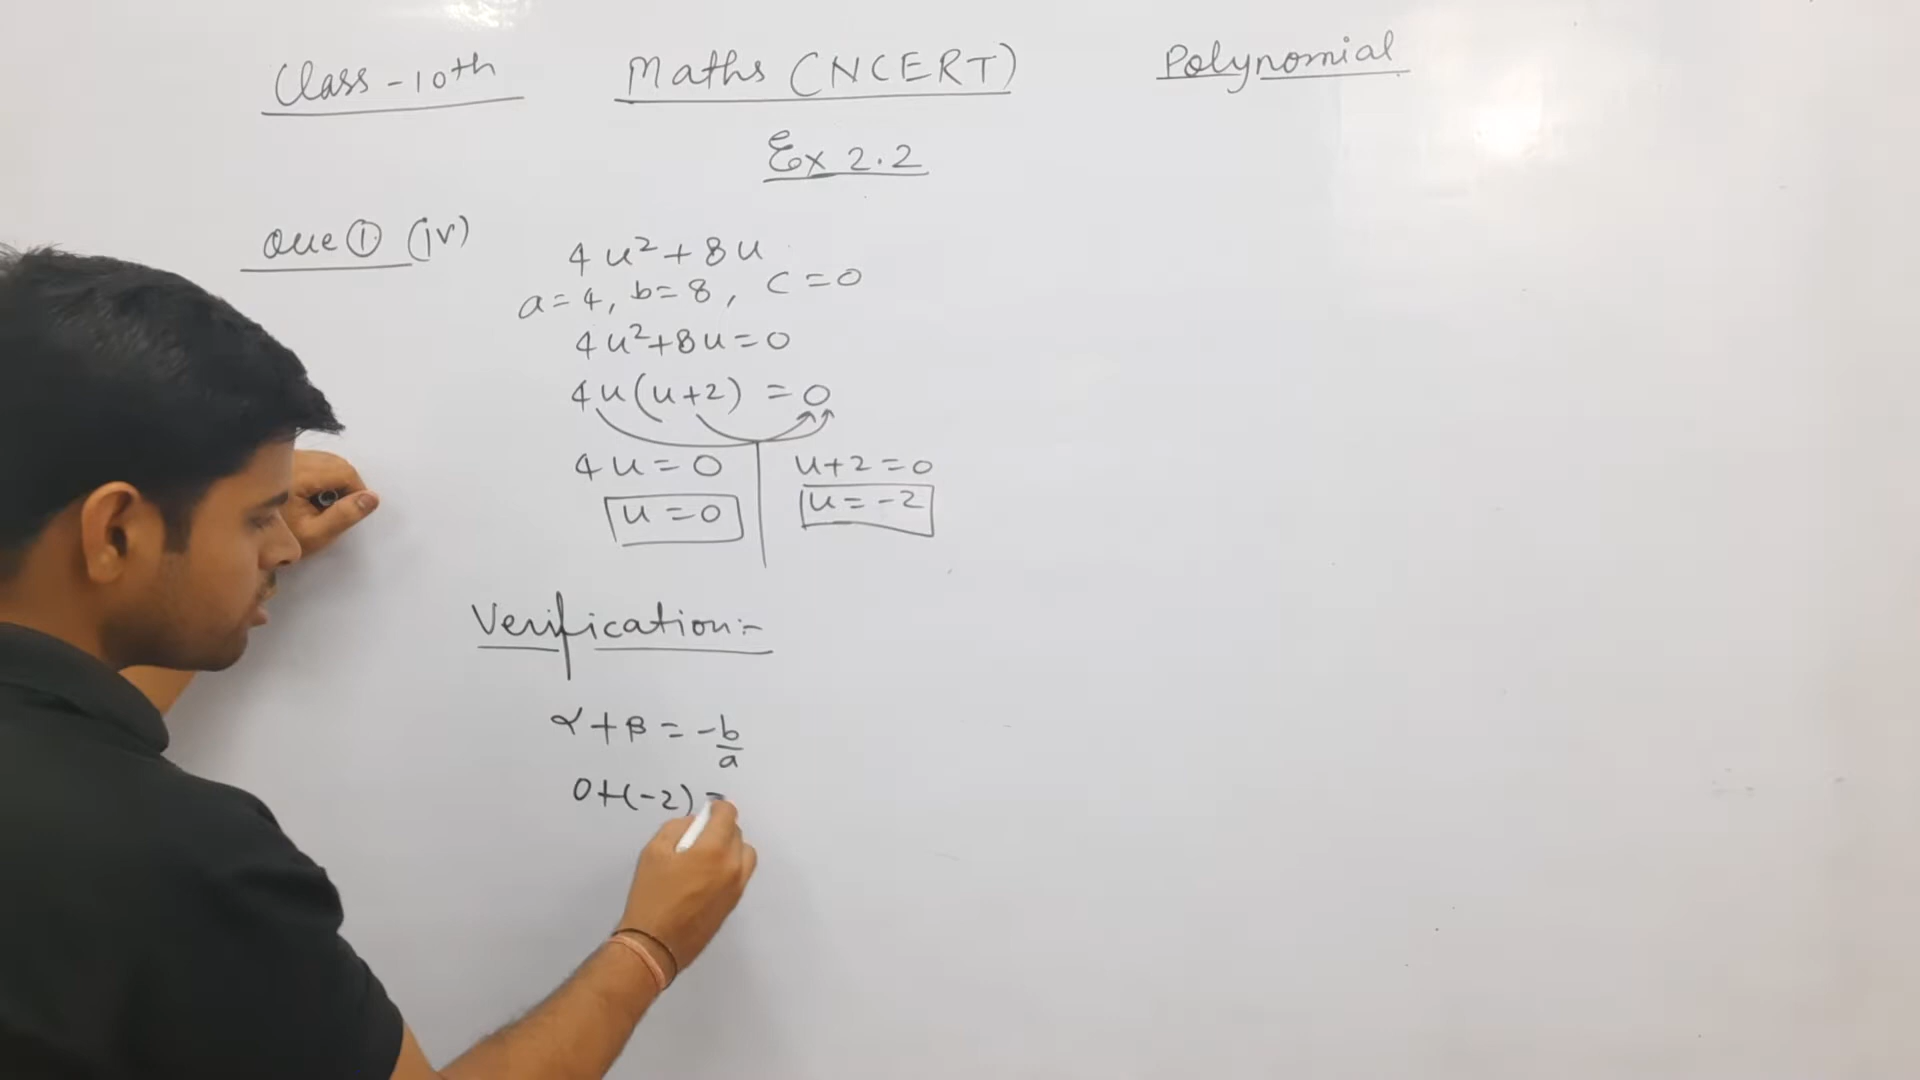 Class-10th Maths (NCERT) Polynomial
Ex 2.2
Que ① (iv)
4u²+8u
a=4, b=8, c=0
4u²+8u=0
4u(u+2) =0
4u=0 u+2=0
u=0 u=-2
Verification:-
α+β=-b/a
0+(-2)=